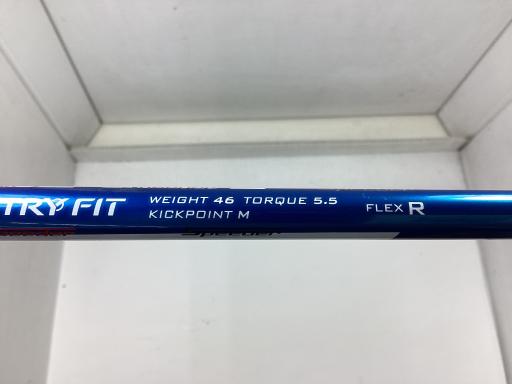 TRY FIT
WEIGHT 46 TORQUE 5.5
KICKPOINT M
FLEX R